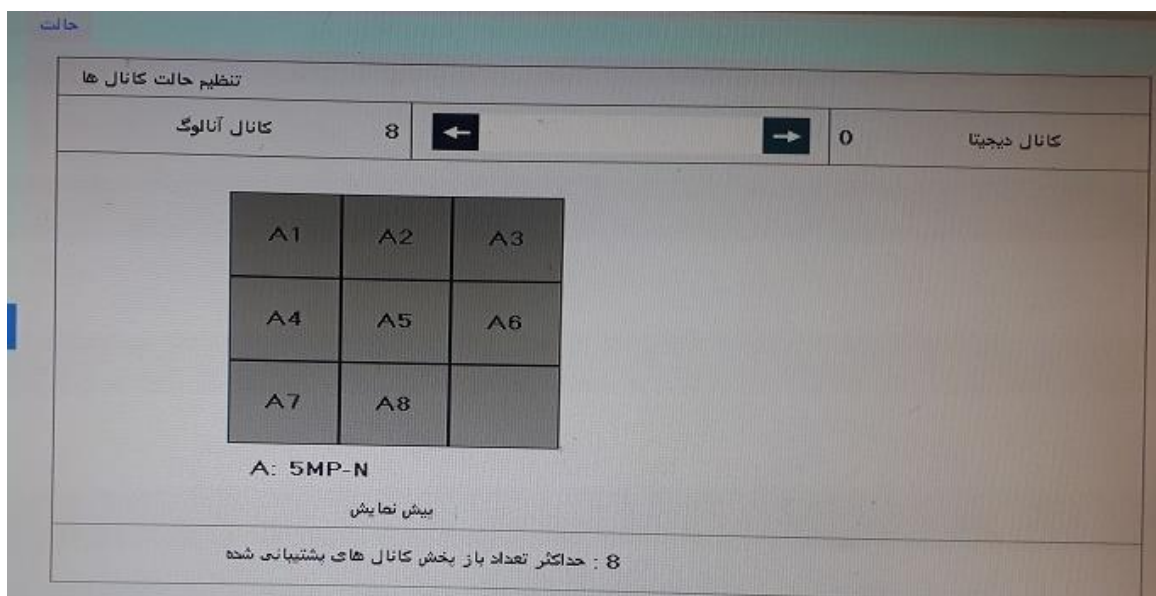 حالت
تنظیم حالت کانال ها
کانال آنالوگ 8 ← → 0 کانال دیجیتا
A1 A2 A3
A4 A5 A6
A7 A8
A: 5MP-N
پیش نمایش
8 : حداکثر تعداد باز پخش کانال های پشتیبانی شده